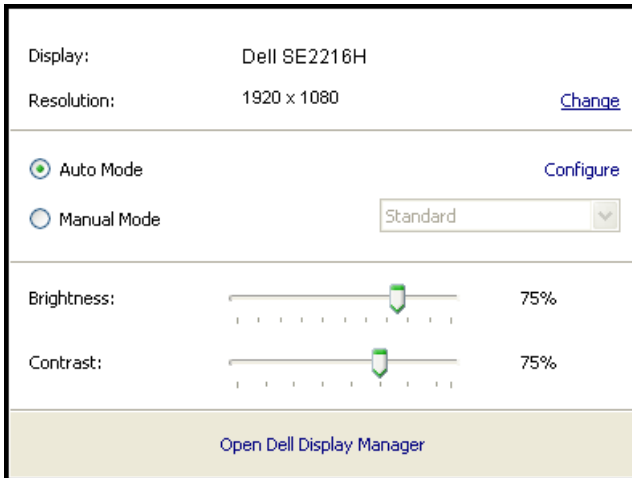 Display: Dell SE2216H
Resolution: 1920 x 1080 Change
Auto Mode Configure
Manual Mode Standard
Brightness: 75%
Contrast: 75%
Open Dell Display Manager